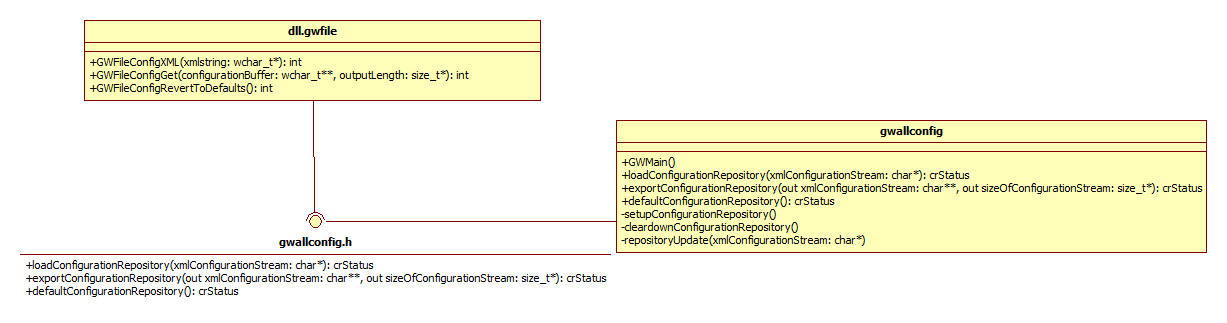 dll.gwfile
+GWFileConfigXML(xmlstring: wchar_t*): int
+GWFileConfigGet(configurationBuffer: wchar_t**, outputLength: size_t*): int
+GWFileConfigRevertToDefaults(): int
gwallconfig
+GWMain()
+loadConfigurationRepository(xmlConfigurationStream: char*): crStatus
+exportConfigurationRepository(out xmlConfigurationStream: char**, out sizeOfConfigurationStream: size_t*): crStatus
+defaultConfigurationRepository(): crStatus
-setupConfigurationRepository()
-cleardownConfigurationRepository()
-repositoryUpdate(xmlConfigurationStream: char*)
gwallconfig.h
+loadConfigurationRepository(xmlConfigurationStream: char*): crStatus
+exportConfigurationRepository(out xmlConfigurationStream: char**, out sizeOfConfigurationStream: size_t*): crStatus
+defaultConfigurationRepository(): crStatus